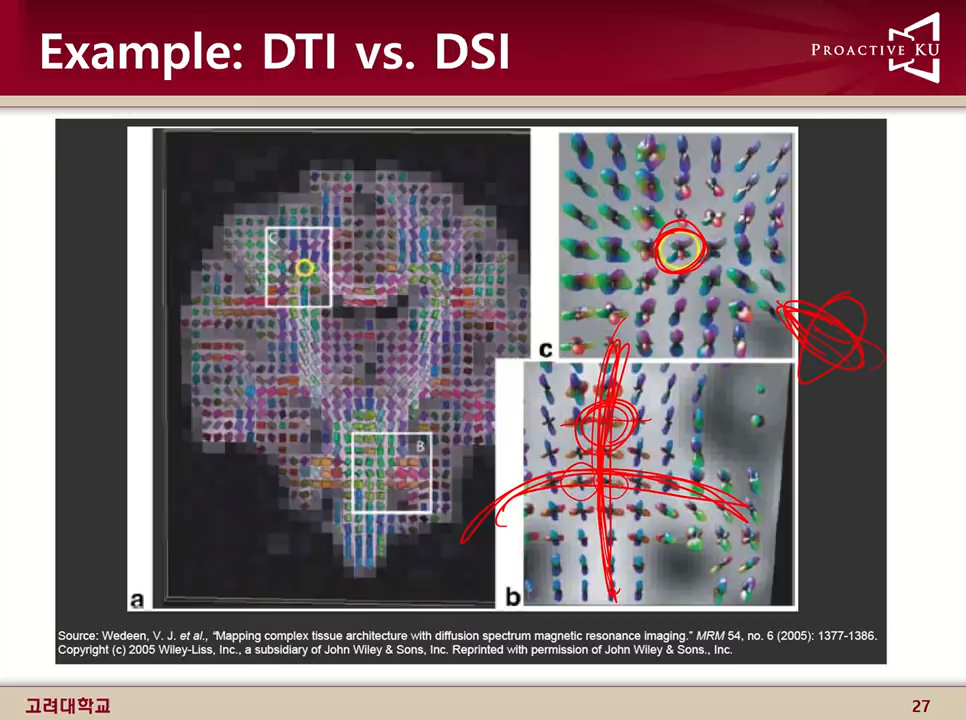 Example: DTI vs. DSI
PROACTIVE KU
C
B
a
c
b
Source: Wedeen, V. J. et al., “Mapping complex tissue architecture with diffusion spectrum magnetic resonance imaging.” MRM 54, no. 6 (2005): 1377-1386.
Copyright (c) 2005 Wiley-Liss, Inc., a subsidiary of John Wiley & Sons, Inc. Reprinted with permission of John Wiley & Sons., Inc.
고려대학교
27